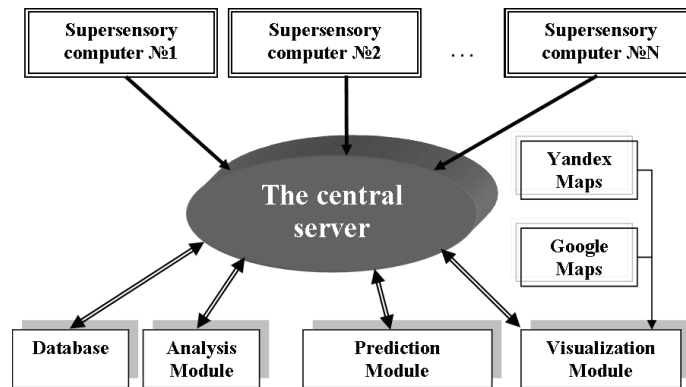 Supersensory
computer №1
Supersensory
computer №2
...
Supersensory
computer №N
The central
server
Yandex
Maps
Google
Maps
Database
Analysis
Module
Prediction
Module
Visualization
Module